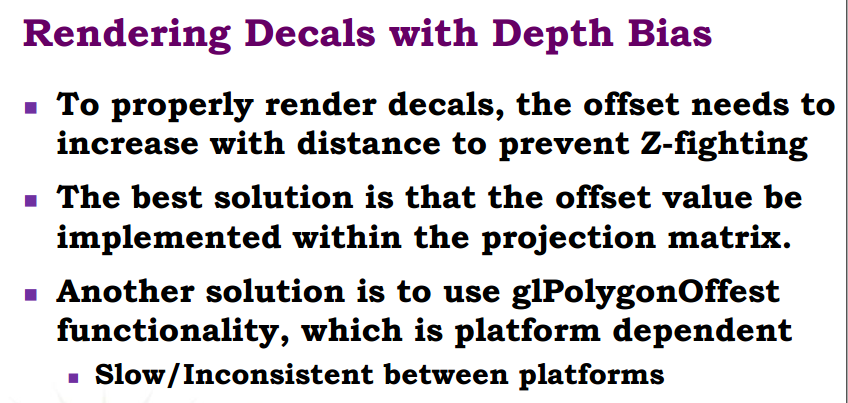 Rendering Decals with Depth Bias
To properly render decals, the offset needs to
increase with distance to prevent Z-fighting
The best solution is that the offset value be
implemented within the projection matrix.
Another solution is to use glPolygonOffest
functionality, which is platform dependent
Slow/Inconsistent between platforms